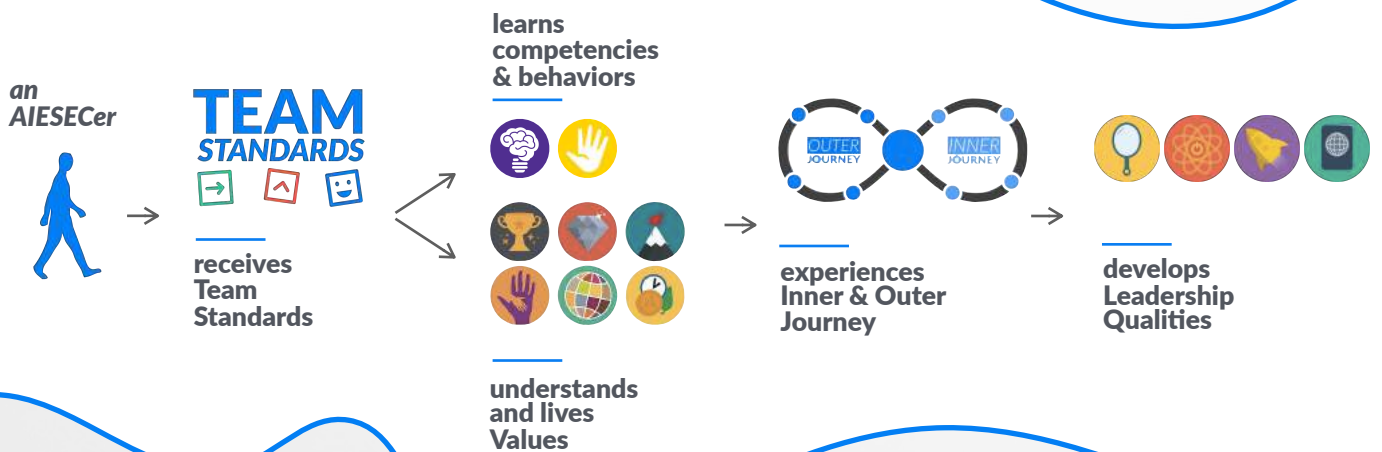 an
AIESECer
TEAM
STANDARDS
receives
Team
Standards
learns
competencies
& behaviors
understands
and lives
Values
OUTER
JOURNEY
INNER
JOURNEY
experiences
Inner & Outer
Journey
develops
Leadership
Qualities